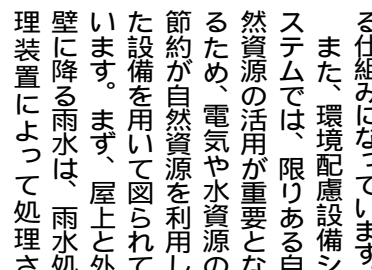 る仕組みになっています
また、環境配慮設備シ
ステムでは、限りある自
然資源の活用が重要とな
るため、電気や水資源の
節約が自然資源を利用し
た設備を用いて図られて
います。まず、屋上と外
壁に降る雨水は、雨水処
理装置によって処理さ